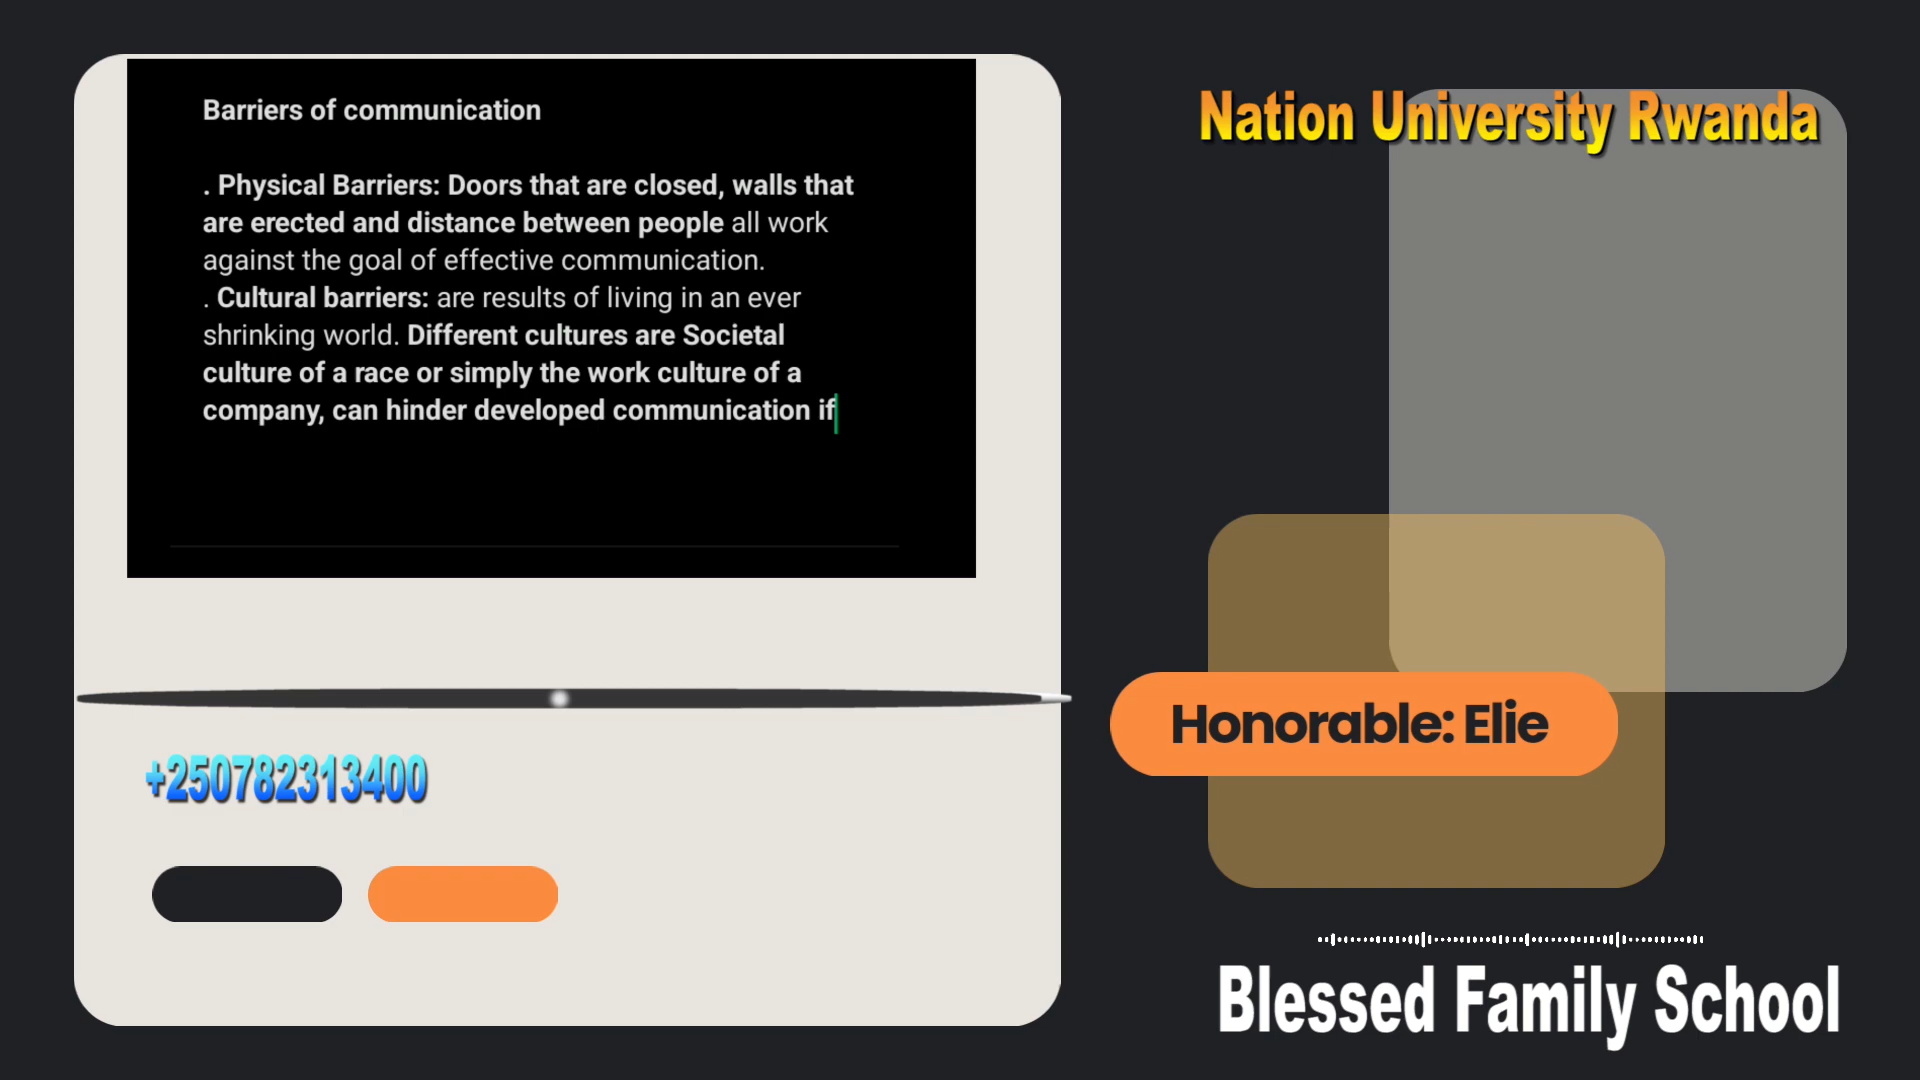 Barriers of communication
. Physical Barriers: Doors that are closed, walls that
are erected and distance between people all work
against the goal of effective communication.
. Cultural barriers: are results of living in an ever
shrinking world. Different cultures are Societal
culture of a race or simply the work culture of a
company, can hinder developed communication if
+250782313400
Nation University Rwanda
Honorable: Elie
Blessed Family School